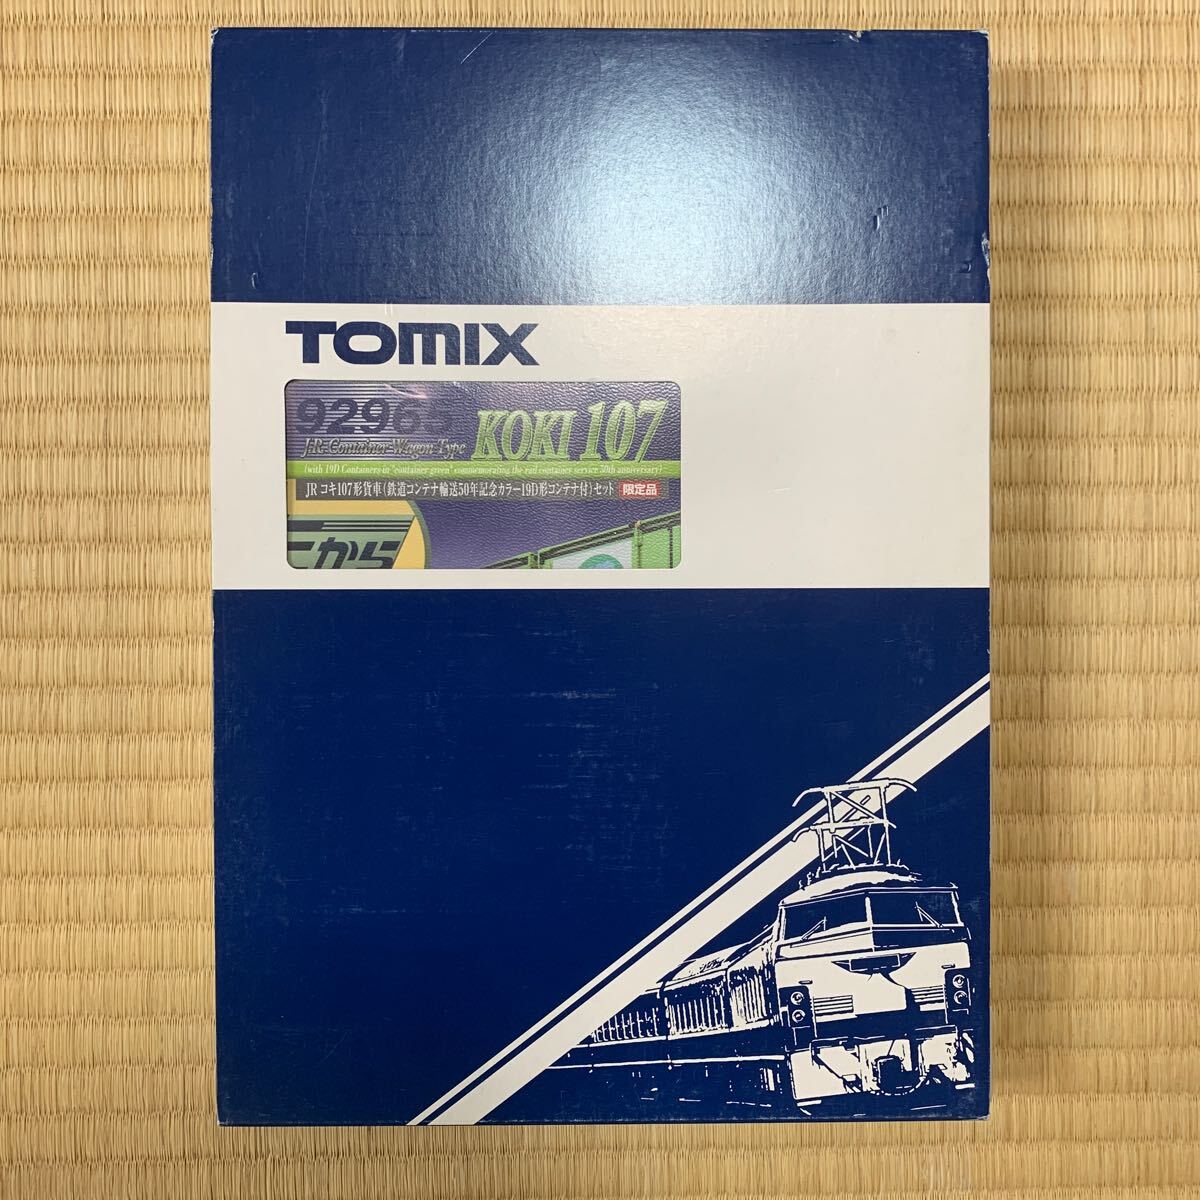 TOMIX
92965
J.R. Container Wagon Type KOKI 107
(with 19D Containers in "container green" commemorating the rail container service 50th anniversary)
JR コキ107形貨車(鉄道コンテナ輸送50年記念カラー19D形コンテナ付)セット 限定品
から